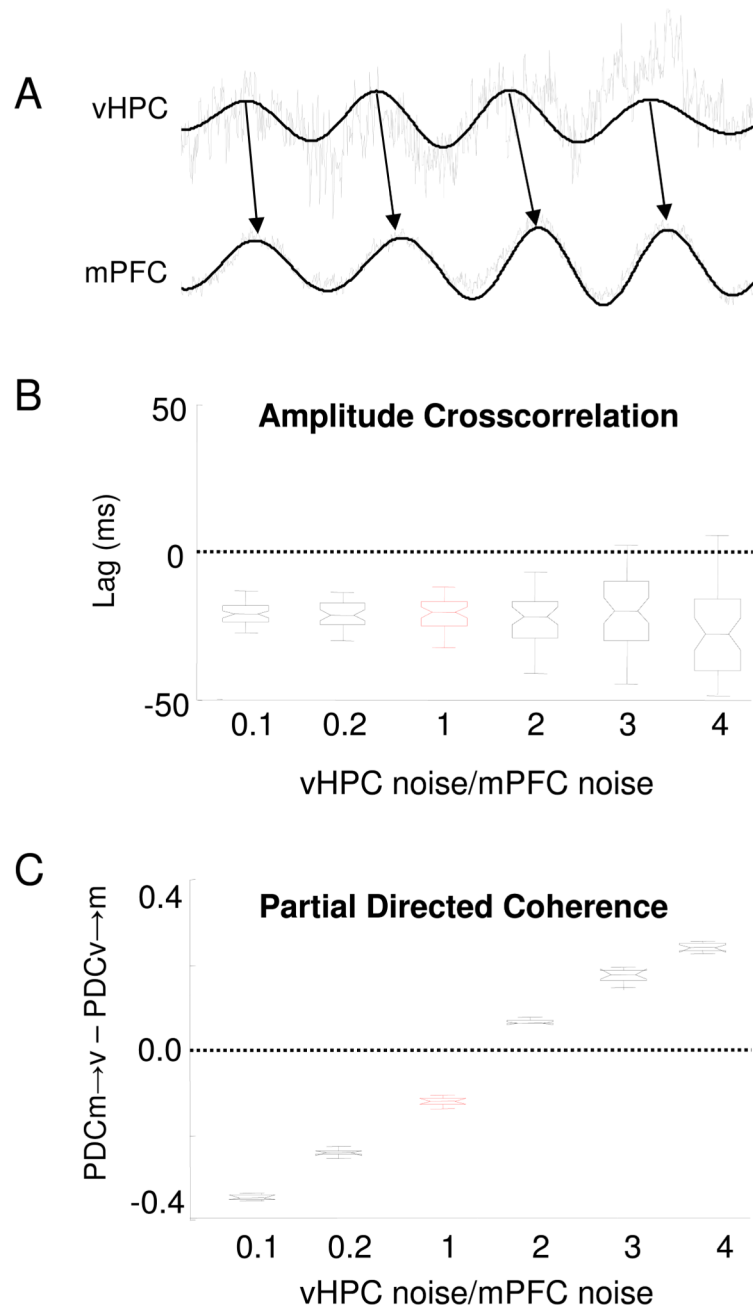 A
vHPC
mPFC
B
Amplitude Crosscorrelation
50
0
-50
Lag (ms)
0.1 0.2 1 2 3 4
vHPC noise/mPFC noise
C
Partial Directed Coherence
0.4
0.0
-0.4
PDCm→v – PDCv→m
0.1 0.2 1 2 3 4
vHPC noise/mPFC noise